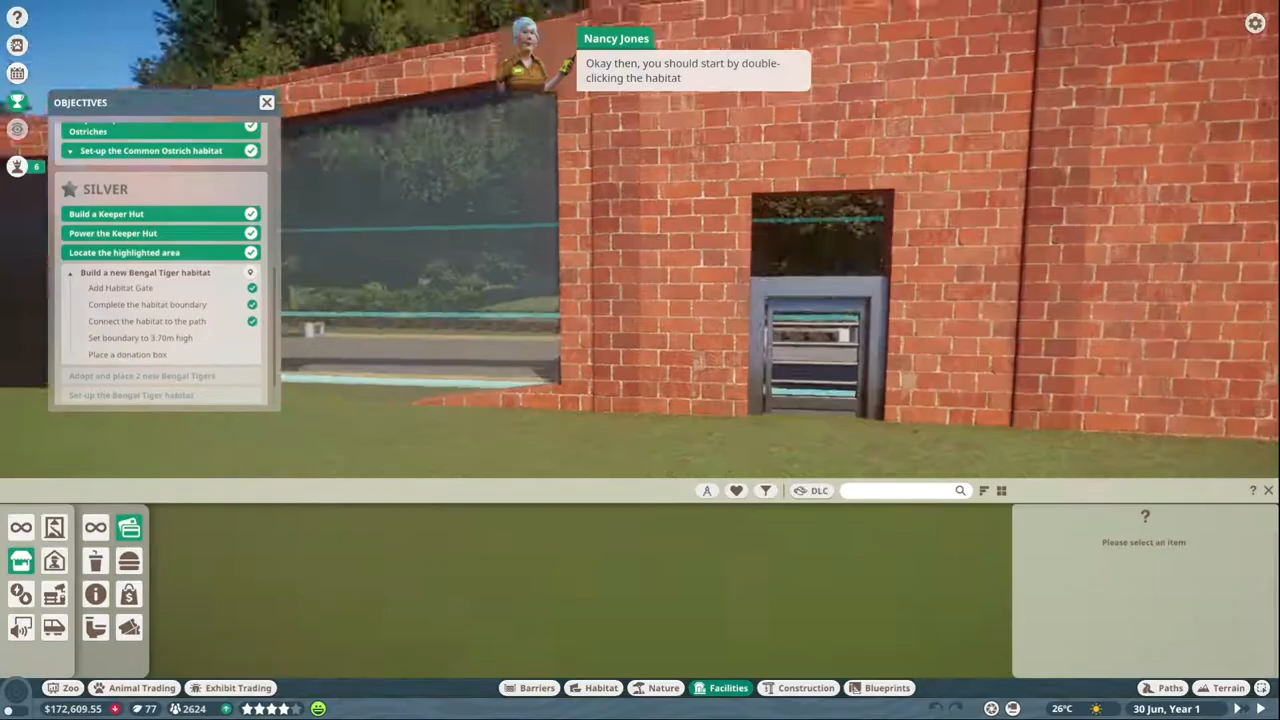 Nancy Jones
Okay then, you should start by double-
clicking the habitat
OBJECTIVES
Ostriches
Set-up the Common Ostrich habitat
SILVER
Build a Keeper Hut
Power the Keeper Hut
Locate the highlighted area
Build a new Bengal Tiger habitat
Add Habitat Gate
Complete the habitat boundary
Connect the habitat to the path
Set boundary to 3.70m high
Place a donation box
Adopt and place 2 new Bengal Tigers
Set-up the Bengal Tiger habitat
6
DLC
?
Please select an item
Zoo
Animal Trading
Exhibit Trading
Barriers
Habitat
Nature
Facilities
Construction
Blueprints
Paths
Terrain
$172,609.55
77
2624
26°C
30 Jun, Year 1